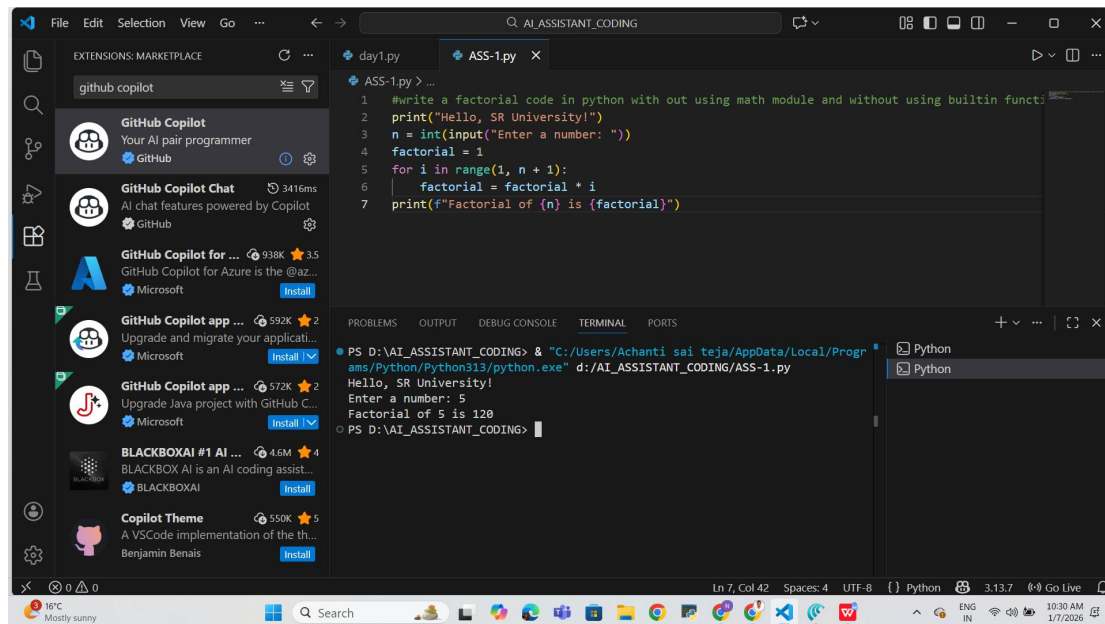 File Edit Selection View Go ... AI_ASSISTANT_CODING
EXTENSIONS: MARKETPLACE
github copilot
GitHub Copilot
Your AI pair programmer
GitHub
GitHub Copilot Chat 3416ms
AI chat features powered by Copilot
GitHub
GitHub Copilot for ... 938K 3.5
GitHub Copilot for Azure is the @az...
Microsoft Install
GitHub Copilot app ... 592K 2
Upgrade and migrate your applicati...
Microsoft Install
GitHub Copilot app ... 572K 2
Upgrade Java project with GitHub C...
Microsoft Install
BLACKBOXAI #1 AI ... 4.6M 4
BLACKBOX AI is an AI coding assist...
BLACKBOXAI Install
Copilot Theme 550K 5
A VSCode implementation of the th...
Benjamin Benais Install
day1.py ASS-1.py
ASS-1.py > ...
1 #write a factorial code in python with out using math module and without using builtin functi
2 print("Hello, SR University!")
3 n = int(input("Enter a number: "))
4 factorial = 1
5 for i in range(1, n + 1):
6 factorial = factorial * i
7 print(f"Factorial of {n} is {factorial}")
PROBLEMS OUTPUT DEBUG CONSOLE TERMINAL PORTS
PS D:\AI_ASSISTANT_CODING> & "C:/Users/Achanti sai teja/AppData/Local/Progr
ams/Python/Python313/python.exe" d:/AI_ASSISTANT_CODING/ASS-1.py
Hello, SR University!
Enter a number: 5
Factorial of 5 is 120
PS D:\AI_ASSISTANT_CODING>
Python
Python
0 0 Ln 7, Col 42 Spaces: 4 UTF-8 {} Python 3.13.7 Go Live
3 16°C
Mostly sunny
Search
ENG
IN
10:30 AM
1/7/2026